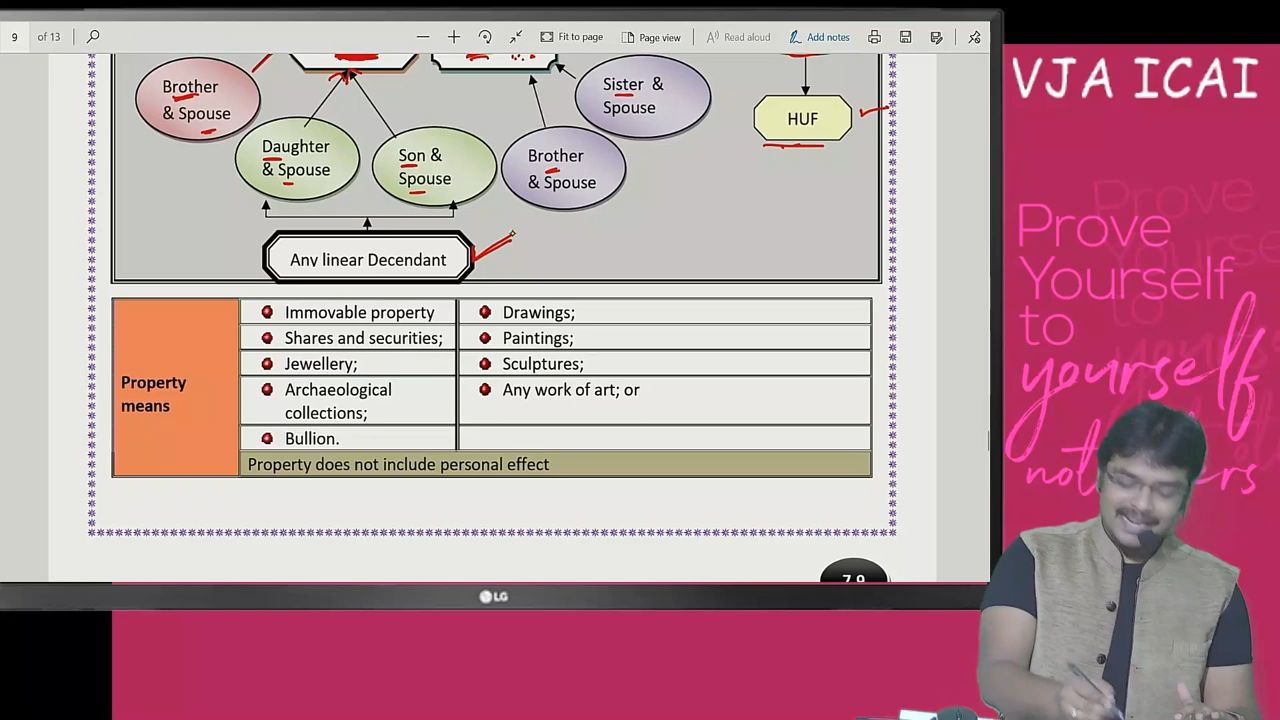 9 of 13
Fit to page
Page view
Read aloud
Add notes
VJA ICAI
Brother
& Spouse
Sister &
Spouse
HUF
Daughter
& Spouse
Son &
Spouse
Brother
& Spouse
Any linear Decendant
Property
means
Immovable property
Drawings;
Shares and securities;
Paintings;
Jewellery;
Sculptures;
Archaeological
collections;
Any work of art; or
Bullion.
Property does not include personal effect
LG
Prove
Yourself
to
yourself